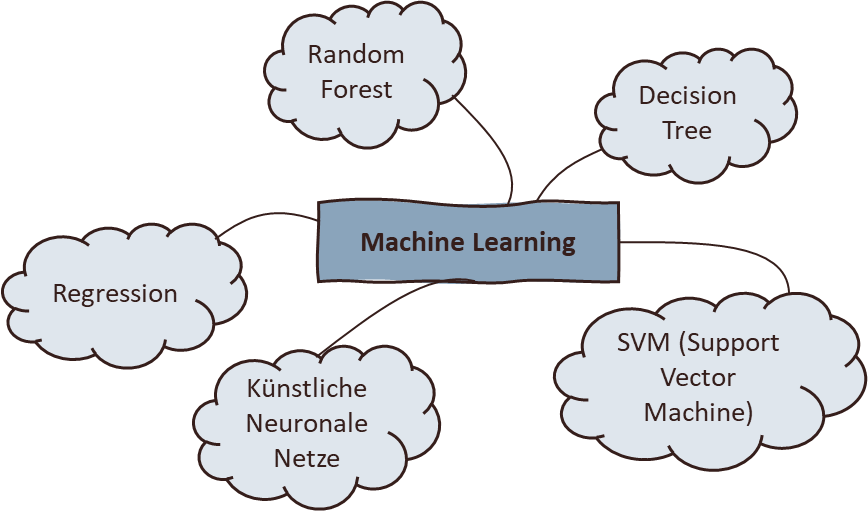 Random
Forest
Decision
Tree
Machine Learning
Regression
SVM (Support
Vector
Machine)
Künstliche
Neuronale
Netze